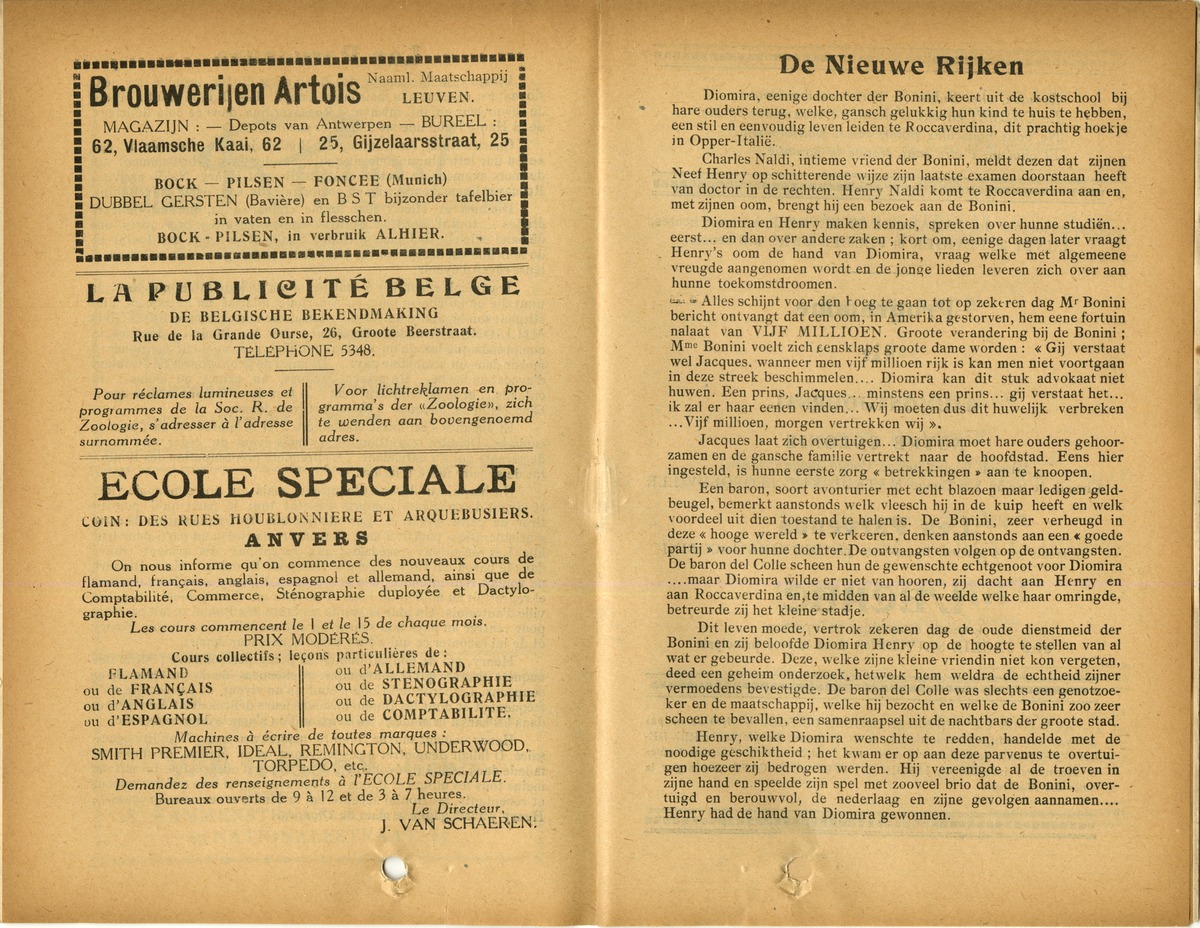 Brouwerijen Artois
Naaml. Maatschappij
LEUVEN.
MAGAZIJN : — Depots van Antwerpen — BUREEL :
62, Vlaamsche Kaai, 62 | 25, Gijzelaarsstraat, 25
BOCK — PILSEN — FONCEE (Munich)
DUBBEL GERSTEN (Bavière) en B S T bijzonder tafelbier
in vaten en in flesschen.
BOCK - PILSEN, in verbruik ALHIER.
LA PUBLICITÉ BELGE
DE BELGISCHE BEKENDMAKING
Rue de la Grande Ourse, 26, Groote Beerstraat.
TÉLÉPHONE 5348.
Pour réclames lumineuses et
programmes de la Soc. R. de
Zoologie, s'adresser à l'adresse
surnommée.
Voor lichtreklamen en pro-
gramma's der «Zoologie», zich
te wenden aan bovengenoemd
adres.
ECOLE SPECIALE
COIN: DES RUES HOUBLONNIERE ET ARQUEBUSIERS.
ANVERS
On nous informe qu'on commence des nouveaux cours de
flamand, français, anglais, espagnol et allemand, ainsi que de
Comptabilité, Commerce, Sténographie duployée et Dactylo-
graphie.
Les cours commencent le 1 et le 15 de chaque mois.
PRIX MODÉRÉS.
Cours collectifs; leçons particulières de :
FLAMAND
ou de FRANÇAIS
ou d'ANGLAIS
ou d'ESPAGNOL
ou d'ALLEMAND
ou de STENOGRAPHIE
ou de DACTYLOGRAPHIE
ou de COMPTABILITE.
Machines à écrire de toutes marques :
SMITH PREMIER, IDEAL, REMINGTON, UNDERWOOD,
TORPEDO, etc.
Demandez des renseignements à l'ECOLE SPECIALE.
Bureaux ouverts de 9 à 12 et de 3 à 7 heures.
Le Directeur,
J. VAN SCHAEREN.
De Nieuwe Rijken
Diomira, eenige dochter der Bonini, keert uit de kostschool bij
hare ouders terug, welke, gansch gelukkig hun kind te huis te hebben,
een stil en eenvoudig leven leiden te Roccaverdina, dit prachtig hoekje
in Opper-Italië.
Charles Naldi, intieme vriend der Bonini, meldt dezen dat zijnen
Neef Henry op schitterende wijze zijn laatste examen doorstaan heeft
van doctor in de rechten. Henry Naldi komt te Roccaverdina aan en,
met zijnen oom, brengt hij een bezoek aan de Bonini.
Diomira en Henry maken kennis, spreken over hunne studiën...
eerst... en dan over andere zaken ; kort om, eenige dagen later vraagt
Henry's oom de hand van Diomira, vraag welke met algemeene
vreugde aangenomen wordt en de jonge lieden leveren zich over aan
hunne toekomstdroomen.
Alles schijnt voor den hoeg te gaan tot op zekeren dag Mr Bonini
bericht ontvangt dat een oom, in Amerika gestorven, hem eene fortuin
nalaat van VIJF MILLIOEN. Groote verandering bij de Bonini ;
Mme Bonini voelt zich eensklaps groote dame worden : « Gij verstaat
wel Jacques, wanneer men vijf millioen rijk is kan men niet voortgaan
in deze streek beschimmelen.... Diomira kan dit stuk advokaat niet
huwen. Een prins, Jacques... minstens een prins... gij verstaat het...
ik zal er haar eenen vinden... Wij moeten dus dit huwelijk verbreken
...Vijf millioen, morgen vertrekken wij ».
Jacques laat zich overtuigen... Diomira moet hare ouders gehoor-
zamen en de gansche familie vertrekt naar de hoofdstad. Eens hier
ingesteld, is hunne eerste zorg « betrekkingen » aan te knoopen.
Een baron, soort avonturier met echt blazoen maar ledigen geld-
beugel, bemerkt aanstonds welk vleesch hij in de kuip heeft en welk
voordeel uit dien toestand te halen is. De Bonini, zeer verheugd in
deze « hooge wereld » te verkeeren, denken aanstonds aan een « goede
partij » voor hunne dochter. De ontvangsten volgen op de ontvangsten.
De baron del Colle scheen hun de gewenschte echtgenoot voor Diomira
....maar Diomira wilde er niet van hooren, zij dacht aan Henry en
aan Roccaverdina en, te midden van al de weelde welke haar omringde,
betreurde zij het kleine stadje.
Dit leven moede, vertrok zekeren dag de oude dienstmeid der
Bonini en zij beloofde Diomira Henry op de hoogte te stellen van al
wat er gebeurde. Deze, welke zijne kleine vriendin niet kon vergeten,
deed een geheim onderzoek, hetwelk hem weldra de echtheid zijner
vermoedens bevestigde. De baron del Colle was slechts een genotzoe-
ker en de maatschappij, welke hij bezocht en welke de Bonini zoo zeer
scheen te bevallen, een samenraapsel uit de nachtbars der groote stad.
Henry, welke Diomira wenschte te redden, handelde met de
noodige geschiktheid ; het kwam er op aan deze parvenus te overtui-
gen hoezeer zij bedrogen werden. Hij vereenigde al de troeven in
zijne hand en speelde zijn spel met zooveel brio dat de Bonini, over-
tuigd en berouwvol, de nederlaag en zijne gevolgen aannamen....
Henry had de hand van Diomira gewonnen.